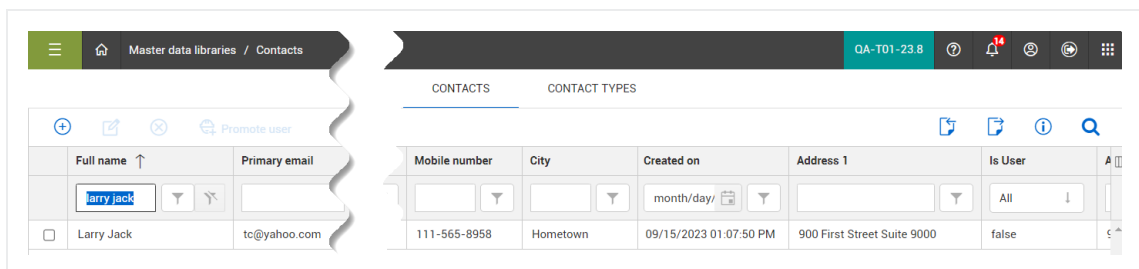 Master data libraries / Contacts
QA-T01-23.8
14
CONTACTS
CONTACT TYPES
Promote user
Full name
Primary email
Mobile number
City
Created on
Address 1
Is User
larry jack
month/day/
All
Larry Jack
tc@yahoo.com
111-565-8958
Hometown
09/15/2023 01:07:50 PM
900 First Street Suite 9000
false